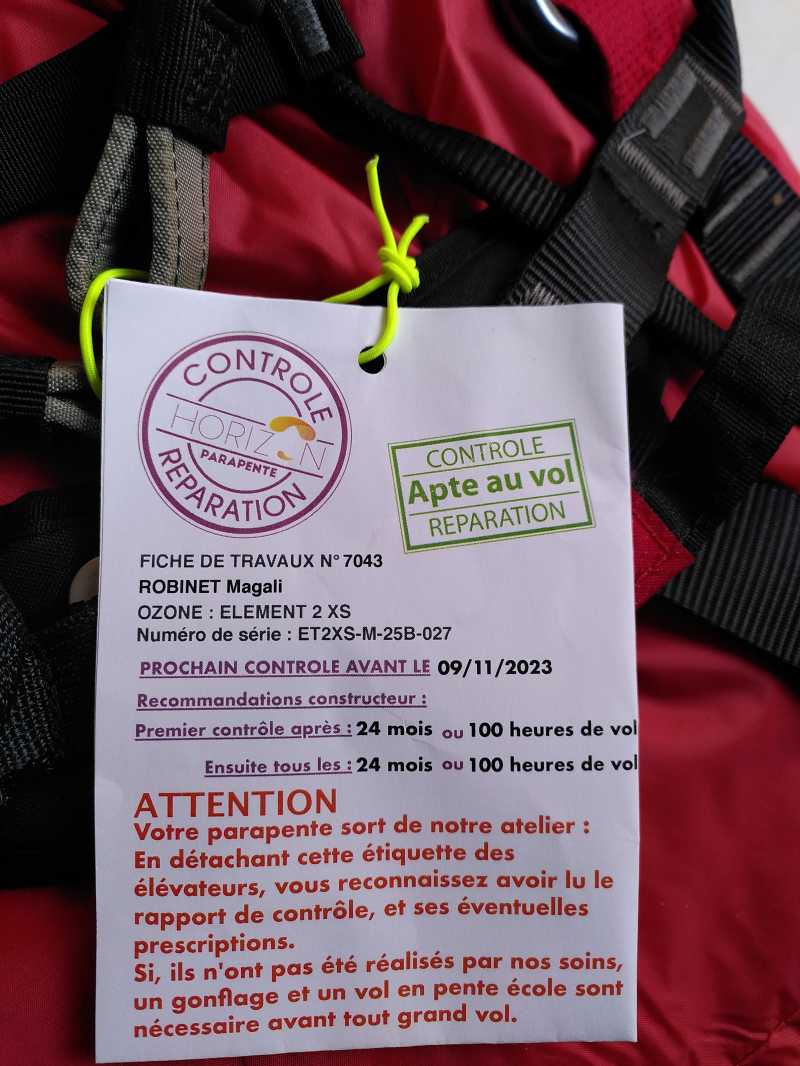 CONTROLE
HORIZON
PARAPENTE
REPARATION
CONTROLE
Apte au vol
REPARATION
FICHE DE TRAVAUX N° 7043
ROBINET Magali
OZONE : ELEMENT 2 XS
Numéro de série : ET2XS-M-25B-027
PROCHAIN CONTROLE AVANT LE 09/11/2023
Recommandations constructeur :
Premier contrôle après : 24 mois ou 100 heures de vol
Ensuite tous les : 24 mois ou 100 heures de vol
ATTENTION
Votre parapente sort de notre atelier :
En détachant cette étiquette des
élévateurs, vous reconnaissez avoir lu le
rapport de contrôle, et ses éventuelles
prescriptions.
Si, ils n'ont pas été réalisés par nos soins,
un gonflage et un vol en pente école sont
nécessaire avant tout grand vol.